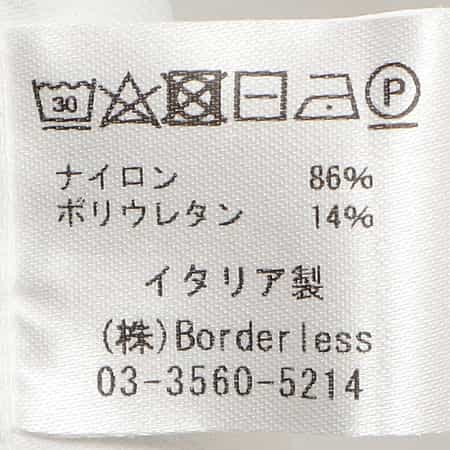 30 P
ナイロン 86%
ポリウレタン 14%
イタリア製
(株)Borderless
03-3560-5214